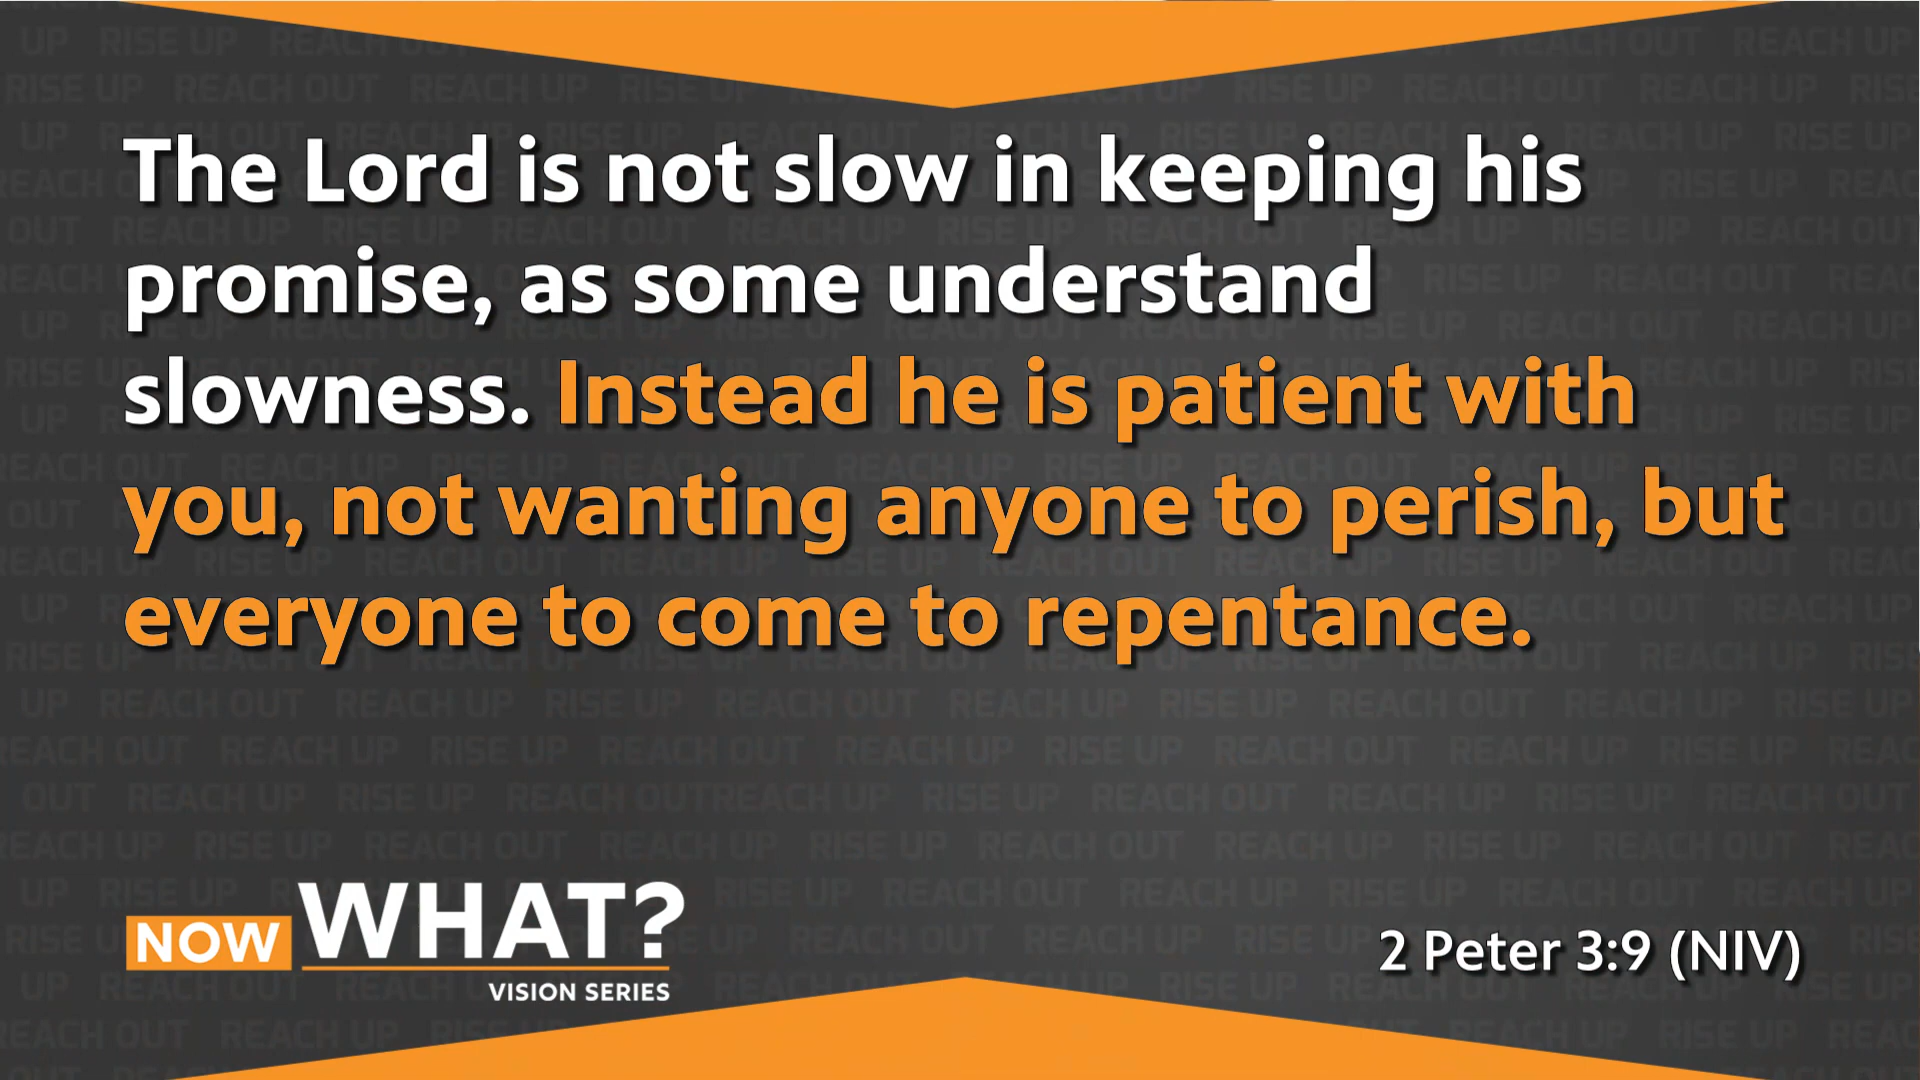 The Lord is not slow in keeping his
promise, as some understand
slowness. Instead he is patient with
you, not wanting anyone to perish, but
everyone to come to repentance.
NOW WHAT?
VISION SERIES
2 Peter 3:9 (NIV)